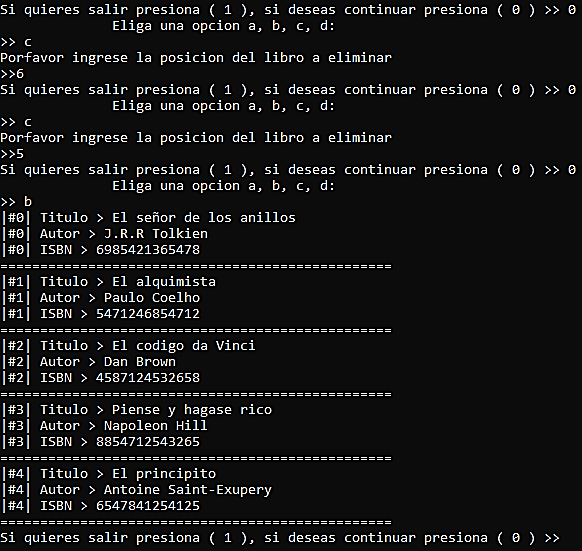 Si quieres salir presiona ( 1 ), si deseas continuar presiona ( 0 ) >> 0
Eliga una opcion a, b, c, d:
>> c
Porfavor ingrese la posicion del libro a eliminar
>>6
Si quieres salir presiona ( 1 ), si deseas continuar presiona ( 0 ) >> 0
Eliga una opcion a, b, c, d:
>> c
Porfavor ingrese la posicion del libro a eliminar
>>5
Si quieres salir presiona ( 1 ), si deseas continuar presiona ( 0 ) >> 0
Eliga una opcion a, b, c, d:
>> b
|#0| Titulo > El señor de los anillos
|#0| Autor > J.R.R Tolkien
|#0| ISBN > 6985421365478
=================================================
|#1| Titulo > El alquimista
|#1| Autor > Paulo Coelho
|#1| ISBN > 5471246854712
=================================================
|#2| Titulo > El codigo da Vinci
|#2| Autor > Dan Brown
|#2| ISBN > 4587124532658
=================================================
|#3| Titulo > Piense y hagase rico
|#3| Autor > Napoleon Hill
|#3| ISBN > 8854712543265
=================================================
|#4| Titulo > El principito
|#4| Autor > Antoine Saint-Exupery
|#4| ISBN > 6547841254125
=================================================
Si quieres salir presiona ( 1 ), si deseas continuar presiona ( 0 ) >>